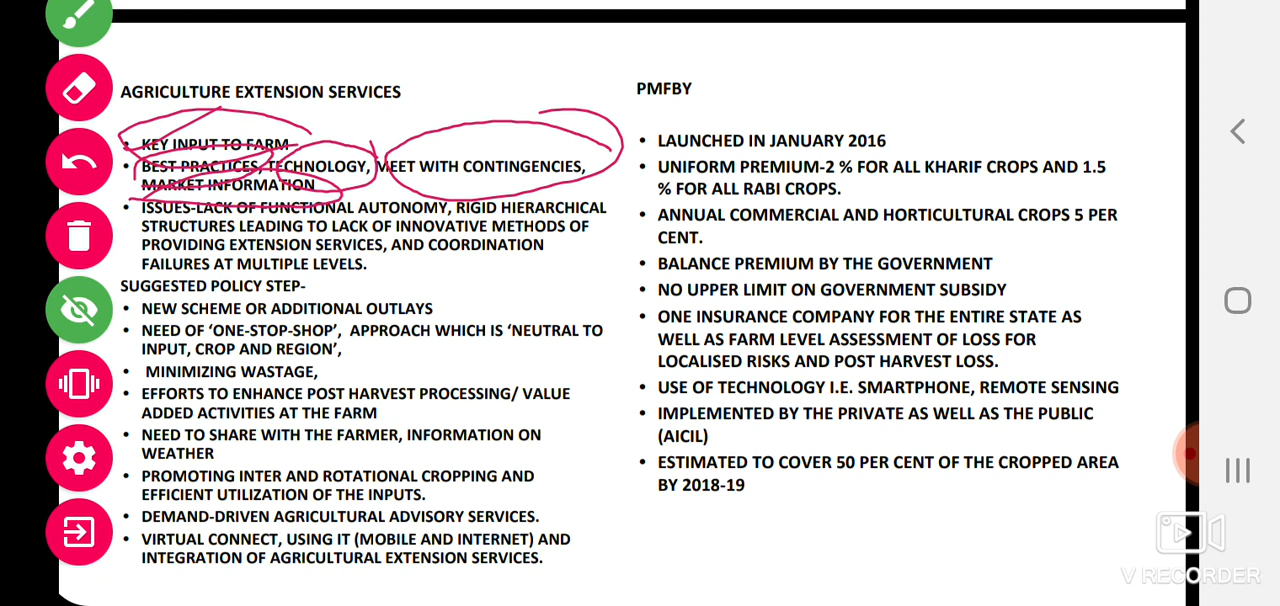 AGRICULTURE EXTENSION SERVICES
• KEY INPUT TO FARM
• BEST PRACTICES, TECHNOLOGY, MEET WITH CONTINGENCIES,
MARKET INFORMATION
• ISSUES-LACK OF FUNCTIONAL AUTONOMY, RIGID HIERARCHICAL
STRUCTURES LEADING TO LACK OF INNOVATIVE METHODS OF
PROVIDING EXTENSION SERVICES, AND COORDINATION
FAILURES AT MULTIPLE LEVELS.
SUGGESTED POLICY STEP-
• NEW SCHEME OR ADDITIONAL OUTLAYS
• NEED OF ‘ONE-STOP-SHOP’, APPROACH WHICH IS ‘NEUTRAL TO
INPUT, CROP AND REGION’,
• MINIMIZING WASTAGE,
• EFFORTS TO ENHANCE POST HARVEST PROCESSING/ VALUE
ADDED ACTIVITIES AT THE FARM
• NEED TO SHARE WITH THE FARMER, INFORMATION ON
WEATHER
• PROMOTING INTER AND ROTATIONAL CROPPING AND
EFFICIENT UTILIZATION OF THE INPUTS.
• DEMAND-DRIVEN AGRICULTURAL ADVISORY SERVICES.
• VIRTUAL CONNECT, USING IT (MOBILE AND INTERNET) AND
INTEGRATION OF AGRICULTURAL EXTENSION SERVICES.
PMFBY
• LAUNCHED IN JANUARY 2016
• UNIFORM PREMIUM-2 % FOR ALL KHARIF CROPS AND 1.5
% FOR ALL RABI CROPS.
• ANNUAL COMMERCIAL AND HORTICULTURAL CROPS 5 PER
CENT.
• BALANCE PREMIUM BY THE GOVERNMENT
• NO UPPER LIMIT ON GOVERNMENT SUBSIDY
• ONE INSURANCE COMPANY FOR THE ENTIRE STATE AS
WELL AS FARM LEVEL ASSESSMENT OF LOSS FOR
LOCALISED RISKS AND POST HARVEST LOSS.
• USE OF TECHNOLOGY I.E. SMARTPHONE, REMOTE SENSING
• IMPLEMENTED BY THE PRIVATE AS WELL AS THE PUBLIC
(AICIL)
• ESTIMATED TO COVER 50 PER CENT OF THE CROPPED AREA
BY 2018-19
V RECORDER